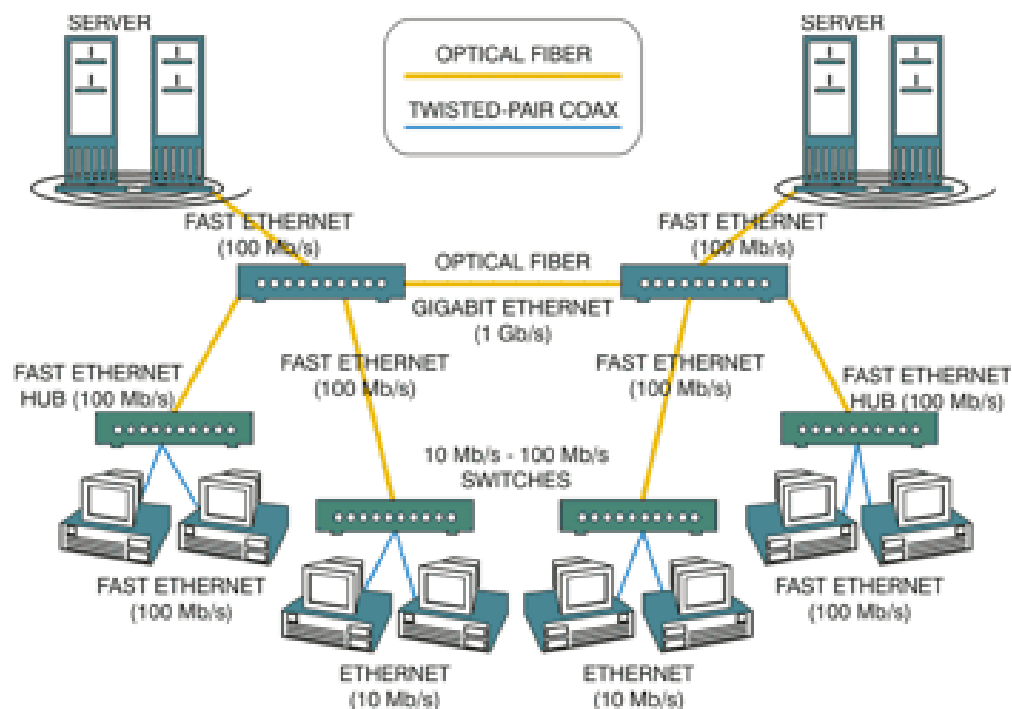 SERVER
SERVER
OPTICAL FIBER
TWISTED-PAIR COAX
FAST ETHERNET
(100 Mb/s)
FAST ETHERNET
(100 Mb/s)
OPTICAL FIBER
GIGABIT ETHERNET
(1 Gb/s)
FAST ETHERNET
HUB (100 Mb/s)
FAST ETHERNET
(100 Mb/s)
FAST ETHERNET
(100 Mb/s)
FAST ETHERNET
HUB (100 Mb/s)
10 Mb/s - 100 Mb/s
SWITCHES
FAST ETHERNET
(100 Mb/s)
FAST ETHERNET
(100 Mb/s)
ETHERNET
(10 Mb/s)
ETHERNET
(10 Mb/s)